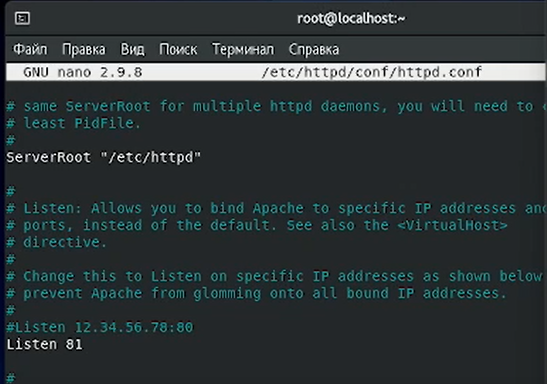 root@localhost:~
Файл Правка Вид Поиск Терминал Справка
GNU nano 2.9.8 /etc/httpd/conf/httpd.conf
# same ServerRoot for multiple httpd daemons, you will need to
# least PidFile.
#
ServerRoot "/etc/httpd"
#
# Listen: Allows you to bind Apache to specific IP addresses and
# ports, instead of the default. See also the <VirtualHost>
# directive.
#
# Change this to Listen on specific IP addresses as shown below
# prevent Apache from glomming onto all bound IP addresses.
#
#Listen 12.34.56.78:80
Listen 81
#